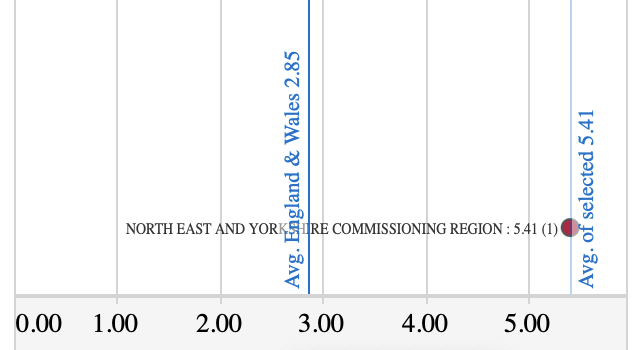 Avg. England & Wales 2.85
Avg. of selected 5.41
NORTH EAST AND YORKSHIRE COMMISSIONING REGION : 5.41 (1)
0.00 1.00 2.00 3.00 4.00 5.00